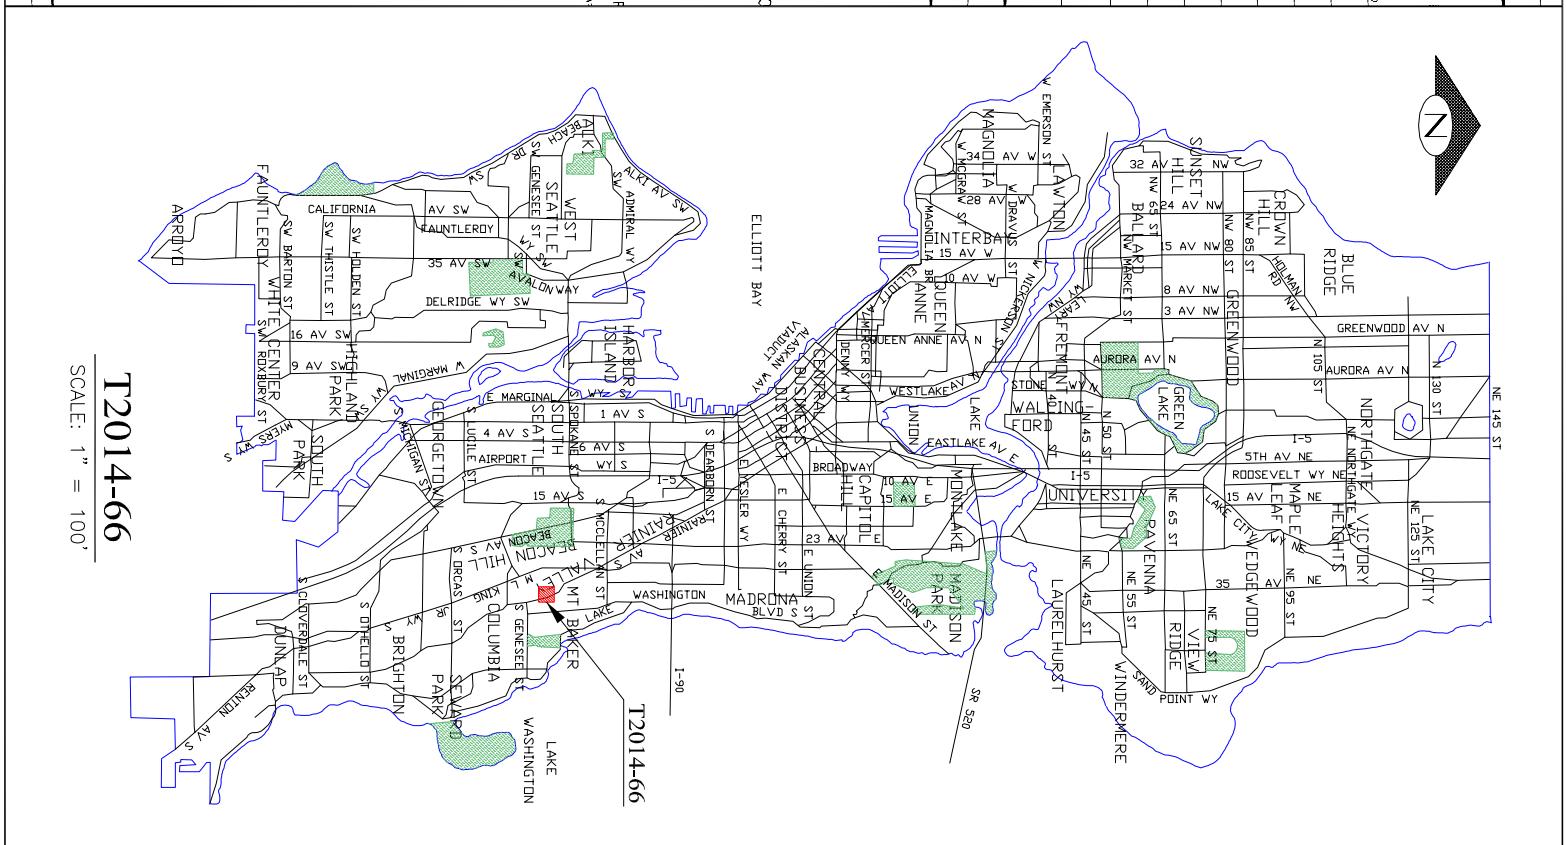 N
T2014-66
SCALE: 1" = 100'
T2014-66
NE 145 ST
N 130 ST
NE 125 ST
LAKE CITY
GREENWOOD AV N
AURORA AV N
I-5
5TH AV NE
ROOSEVELT WY NE
15 AV NE
35 AV NE
NORTHGATE
NE NORTHGATE WY
VICTORY
HEIGHTS
MAPLE
LEAF
N 105 ST
NE 95 ST
LAKE CITY WY NE
WEDGEWOOD
BLUE
RIDGE
HOLMAN RD NW
CROWN
HILL
NW 85 ST
NW 80 ST
GREENWOOD
SUNSET
HILL
32 AV NW
24 AV NW
15 AV NW
8 AV NW
3 AV NW
NW 65 ST
BALLARD
NW MARKET ST
LEARY WY NW
FREMONT
AURORA AV N
GREEN
LAKE
STONE WY N
WALLING-
FORD
N 50 ST
N 45 ST
I-5
UNIVERSITY
NE 65 ST
RAVENNA
NE 75 ST
VIEW
RIDGE
NE 55 ST
NE 45 ST
SAND
POINT WY
WINDERMERE
LAURELHURST
SR 520
W EMERSON ST
MAGNOLIA
34 AV W
W MCGRAW ST
28 AV W
LAWTON
W DRAVUS ST
INTERBAY
15 AV W
MAGNOLIA BR
10 AV W
W NICKERSON ST
QUEEN
ANNE
ELLIOTT AV
MERCER ST
QUEEN ANNE AV N
DENNY WY
WESTLAKE AV N
LAKE
UNION
EASTLAKE AV E
BROADWAY
10 AV E
15 AV E
CAPITOL
HILL
MONTLAKE
23 AV E
MADISON
PARK
E MADISON ST
ELLIOTT BAY
ALASKAN WAY
VIADUCT
CENTRAL
BUSINESS
DISTRICT
E YESLER WY
E CHERRY ST
E UNION ST
S DEARBORN ST
MADRONA
LAKE WASHINGTON
BLVD S
I-90
ALKI
BEACH DR SW
ALKI AV SW
SW ADMIRAL WY
SW GENESEE ST
WEST
SEATTLE
CALIFORNIA AV SW
FAUNTLEROY WY SW
35 AV SW
SW AVALON WAY
DELRIDGE WY SW
FAUNTLEROY
ARROYO
SW BARTON ST
SW THISTLE ST
SW HOLDEN ST
WHITE CENTER
SW ROXBURY ST
16 AV SW
9 AV SW
HIGHLAND
PARK
W MARGINAL WY S
HARBOR
ISLAND
MYERS WY S
SOUTH
PARK
E MARGINAL WY S
1 AV S
4 AV S
6 AV S
AIRPORT WY S
I-5
15 AV S
SOUTH
SEATTLE
S SPOKANE ST
S LUCILE ST
GEORGETOWN
S MICHIGAN ST
S MCCLELLAN ST
RAINIER
RAINIER AV S
BEACON
HILL
BEACON AV S
M L KING JR WY S
MT
BAKER
COLUMBIA
S GENESEE ST
S ORCAS ST
S OTHELLO ST
BRIGHTON
S CLOVERDALE ST
DUNLAP
RENTON AV S
SEWARD
PARK
LAKE
WASHINGTON